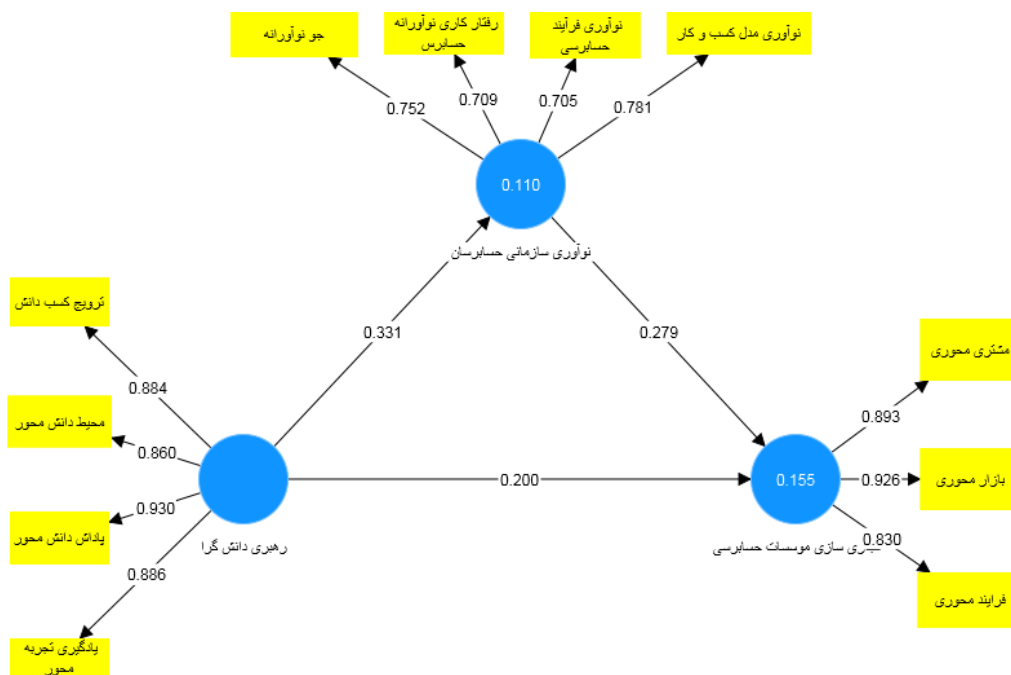 جو نوآورانه
رفتار کاری نوآورانه
حسابرس
نوآوری فرآیند
حسابرسی
نوآوری مدل کسب و کار
0.752
0.709
0.705
0.781
0.110
نوآوری سازمانی حسابرسان
ترویج کسب دانش
محیط دانش محور
پاداش دانش محور
یادگیری تجربه
محور
0.884
0.860
0.930
0.886
رهبری دانش گرا
0.331
0.279
0.200
0.155
سازی موسسات حسابرسی
0.893
0.926
0.830
مشتری محوری
بازار محوری
فرایند محوری